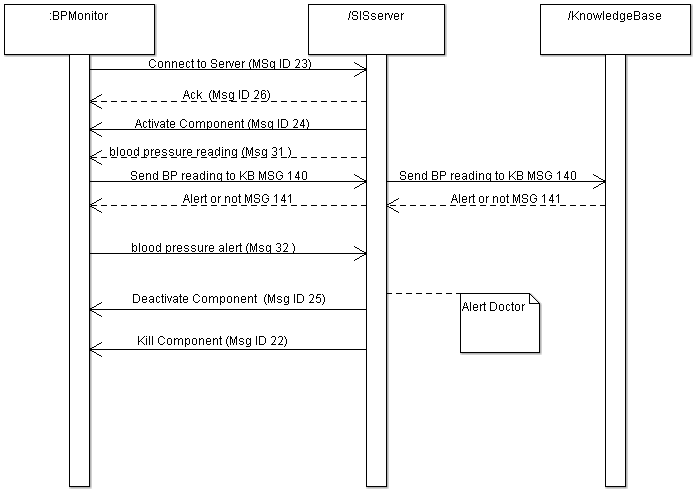 :BPMonitor
/SISserver
/KnowledgeBase
Connect to Server (MSg ID 23)
Ack (Msg ID 26)
Activate Component (Msg ID 24)
blood pressure reading (Msg 31 )
Send BP reading to KB MSG 140
Send BP reading to KB MSG 140
Alert or not MSG 141
Alert or not MSG 141
blood pressure alert (Msg 32 )
Deactivate Component (Msg ID 25)
Alert Doctor
Kill Component (Msg ID 22)